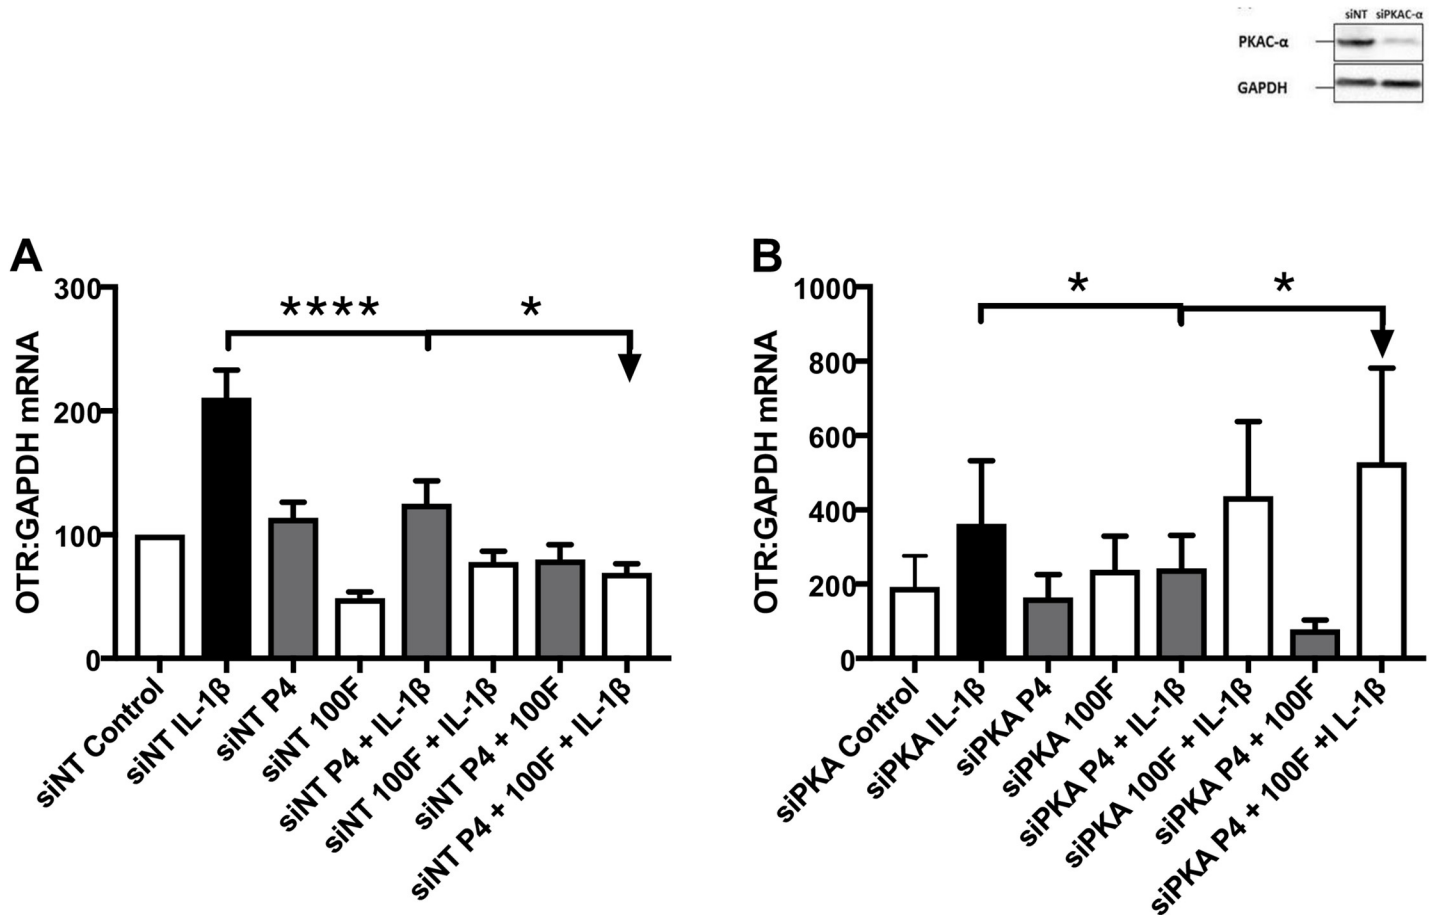 siNT siPKAC-α
PKAC-α
GAPDH
A
OTR:GAPDH mRNA
300
200
100
0
****
*
siNT Control
siNT IL-1β
siNT P4
siNT 100F
siNT P4 + IL-1β
siNT 100F + IL-1β
siNT P4 + 100F
siNT P4 + 100F + IL-1β
B
OTR:GAPDH mRNA
1000
800
600
400
200
0
*
*
siPKA Control
siPKA IL-1β
siPKA P4
siPKA 100F
siPKA P4 + IL-1β
siPKA 100F + IL-1β
siPKA P4 + 100F
siPKA P4 + 100F +I L-1β